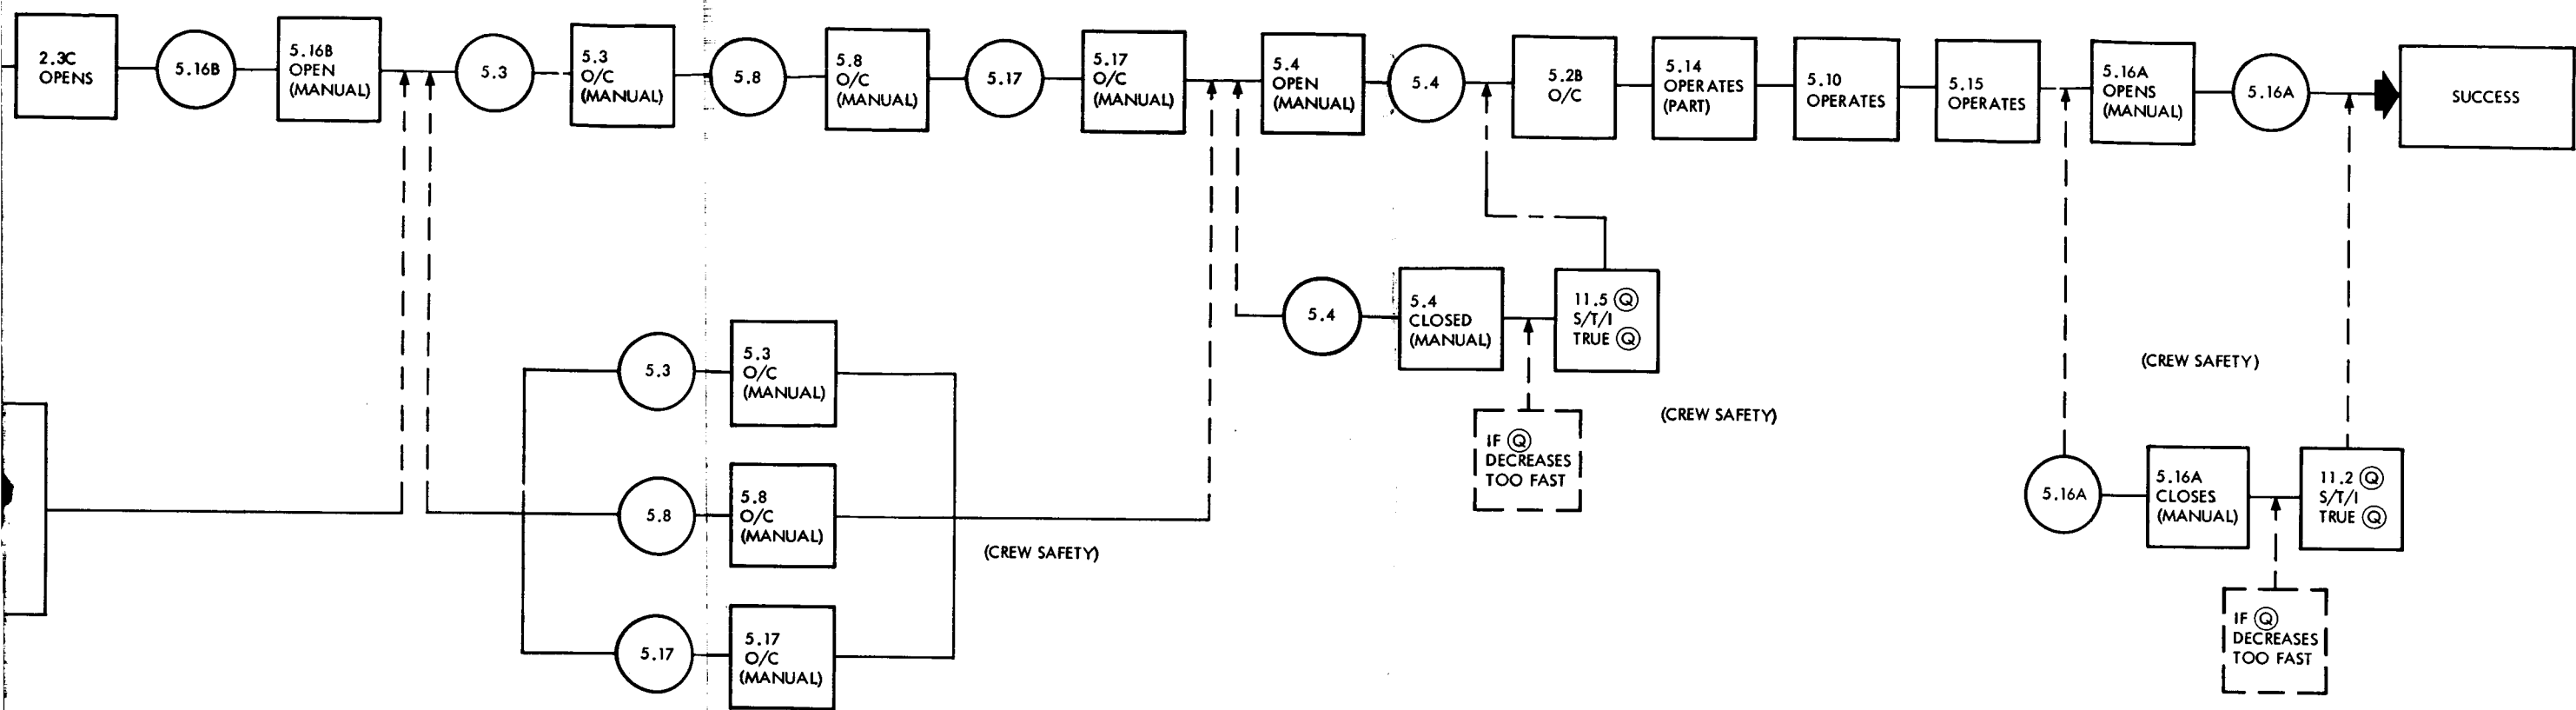 2.3C
OPENS
5.16B
5.16B
OPEN
(MANUAL)
5.3
5.3
O/C
(MANUAL)
5.8
5.8
O/C
(MANUAL)
5.17
5.17
O/C
(MANUAL)
5.4
OPEN
(MANUAL)
5.4
5.2B
O/C
5.14
OPERATES
(PART)
5.10
OPERATES
5.15
OPERATES
5.16A
OPENS
(MANUAL)
5.16A
SUCCESS
5.4
5.4
CLOSED
(MANUAL)
11.5 Ⓠ
S/T/I
TRUE Ⓠ
IF Ⓠ
DECREASES
TOO FAST
(CREW SAFETY)
(CREW SAFETY)
5.3
5.3
O/C
(MANUAL)
5.8
5.8
O/C
(MANUAL)
(CREW SAFETY)
5.17
5.17
O/C
(MANUAL)
5.16A
5.16A
CLOSES
(MANUAL)
11.2 Ⓠ
S/T/I
TRUE Ⓠ
IF Ⓠ
DECREASES
TOO FAST